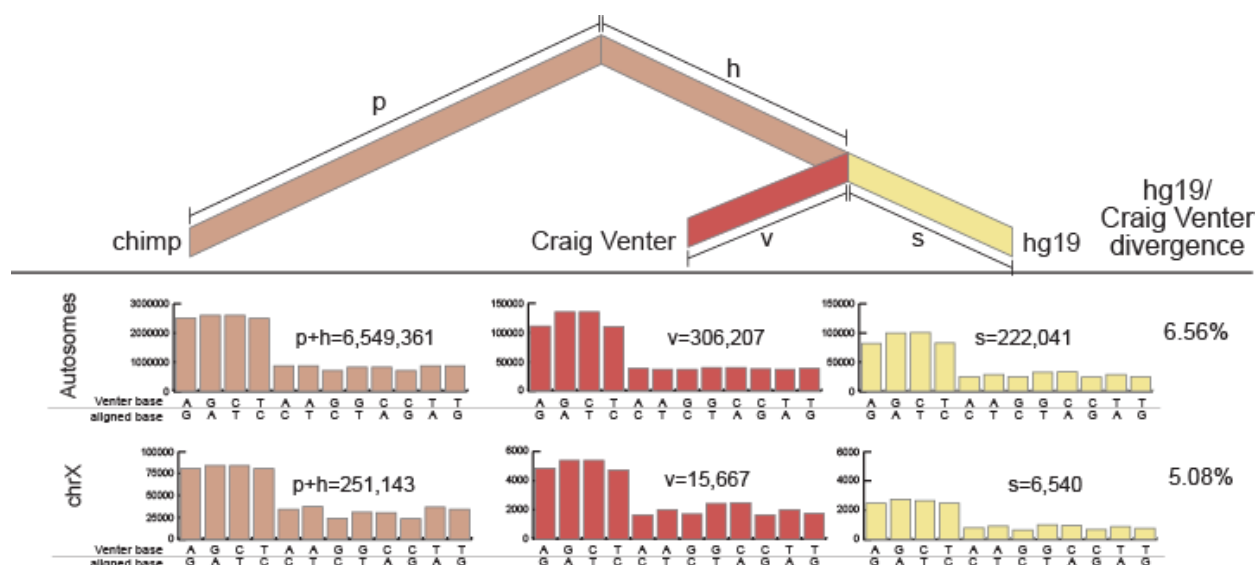 h
p
hg19/
Craig Venter
divergence
chimp
Craig Venter
v
s
hg19
Autosomes
3000000
2000000
1000000
0
p+h=6,549,361
150000
100000
50000
0
v=306,207
150000
100000
50000
0
s=222,041
6.56%
Venter base
A G C T A A G G C C T T
A G C T A A G G C C T T
A G C T A A G G C C T T
aligned base
G A T C C T C T A G A G
G A T C C T C T A G A G
G A T C C T C T A G A G
chrX
100000
75000
50000
25000
0
p+h=251,143
6000
4000
2000
0
v=15,667
6000
4000
2000
0
s=6,540
5.08%
Venter base
A G C T A A G G C C T T
A G C T A A G G C C T T
A G C T A A G G C C T T
aligned base
G A T C C T C T A G A G
G A T C C T C T A G A G
G A T C C T C T A G A G